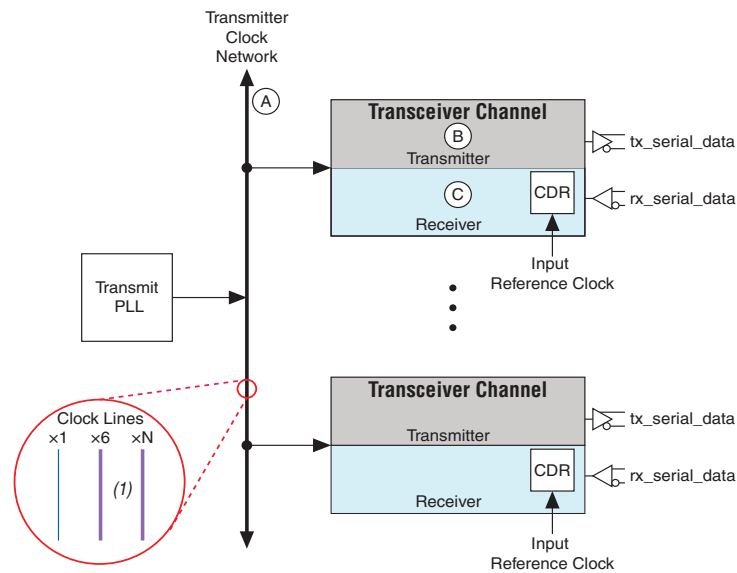 Transmitter
Clock
Network
A
Transceiver Channel
B
Transmitter
tx_serial_data
C
CDR
rx_serial_data
Receiver
Input
Reference Clock
Transmit
PLL
Transceiver Channel
Transmitter
tx_serial_data
CDR
rx_serial_data
Receiver
Input
Reference Clock
Clock Lines
×1 ×6 ×N
(1)